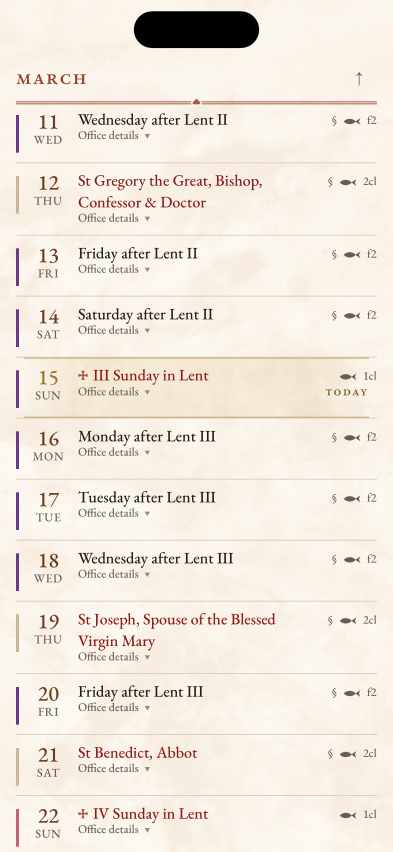 MARCH ↑
11 Wednesday after Lent II § f2
WED Office details ▼
12 St Gregory the Great, Bishop, § 2cl
THU Confessor & Doctor
Office details ▼
13 Friday after Lent II § f2
FRI Office details ▼
14 Saturday after Lent II § f2
SAT Office details ▼
15 ✢ III Sunday in Lent 1cl
SUN Office details ▼ TODAY
16 Monday after Lent III § f2
MON Office details ▼
17 Tuesday after Lent III § f2
TUE Office details ▼
18 Wednesday after Lent III § f2
WED Office details ▼
19 St Joseph, Spouse of the Blessed § 2cl
THU Virgin Mary
Office details ▼
20 Friday after Lent III § f2
FRI Office details ▼
21 St Benedict, Abbot § 2cl
SAT Office details ▼
22 ✢ IV Sunday in Lent 1cl
SUN Office details ▼